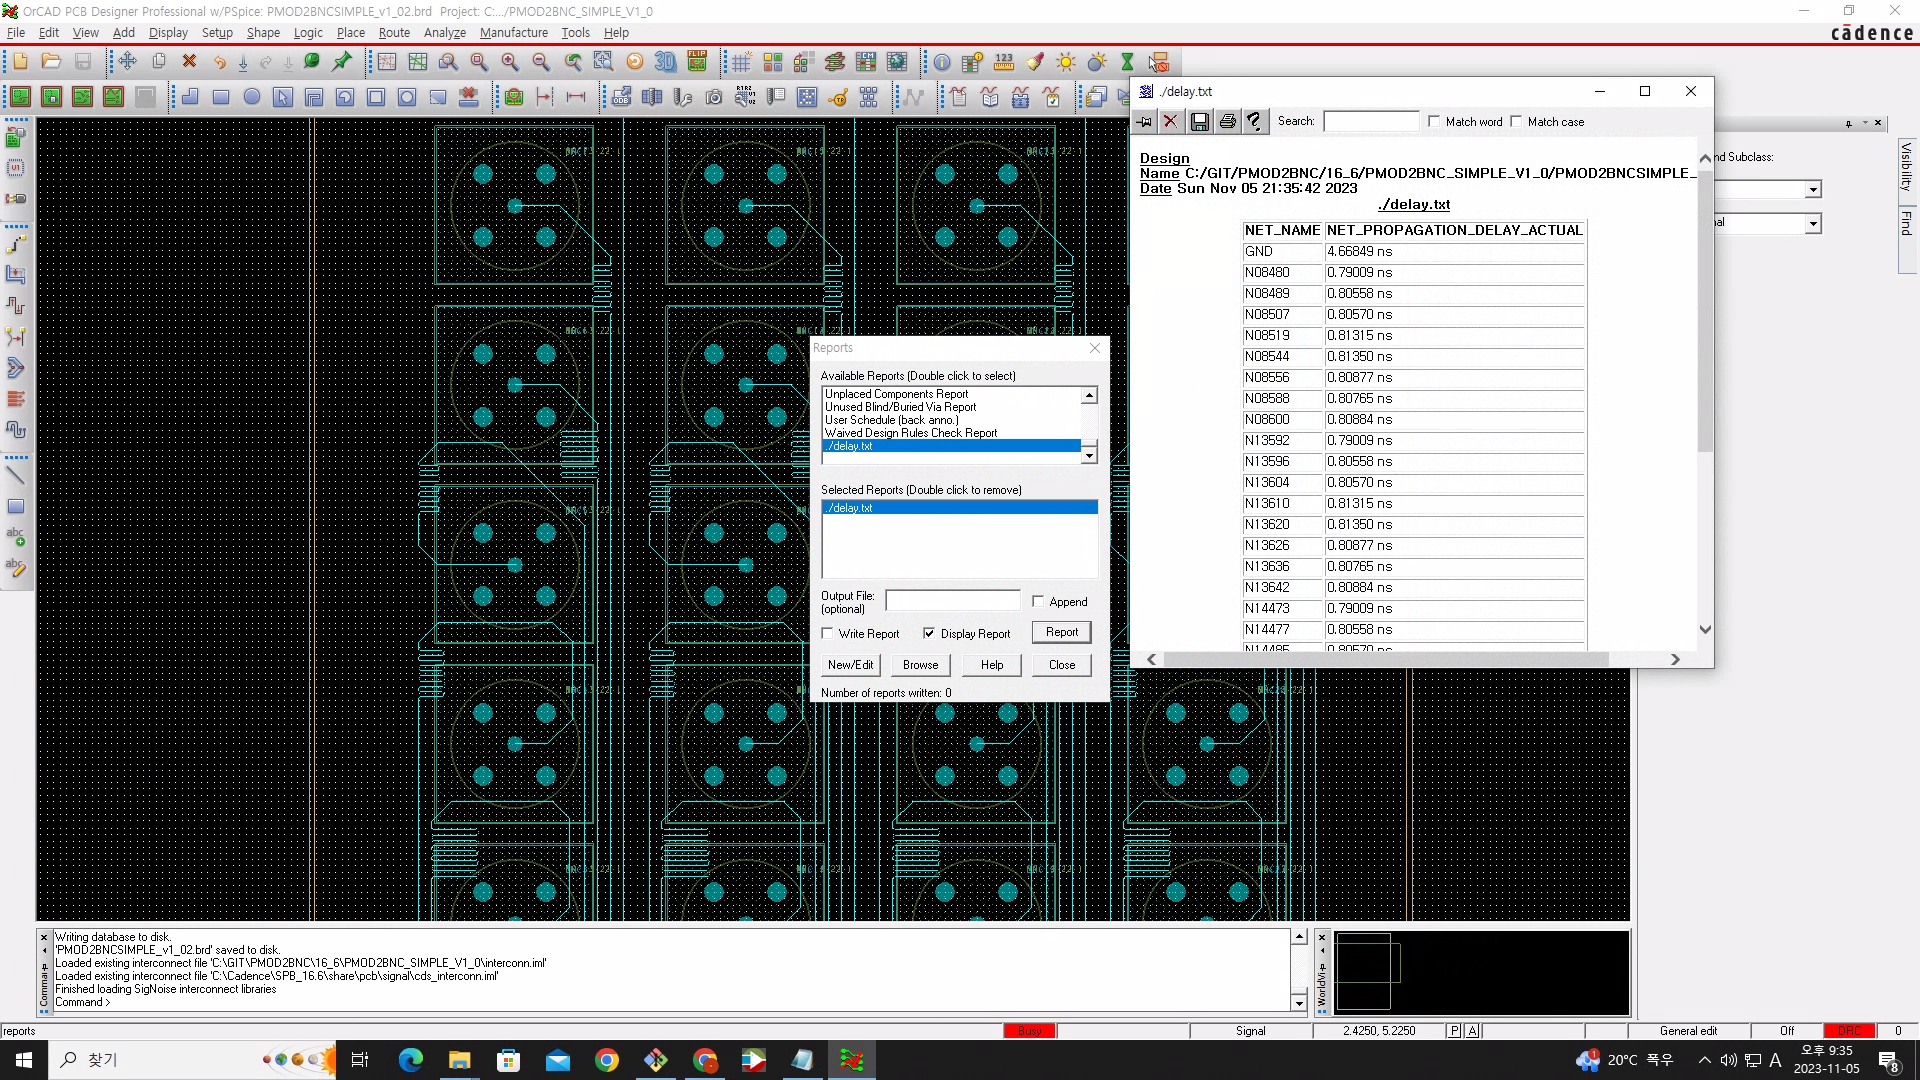 OrCAD PCB Designer Professional w/PSpice: PMOD2BNCSIMPLE_v1_02.brd  Project: C:.../PMOD2BNC_SIMPLE_V1_0
File Edit View Add Display Setup Shape Logic Place Route Analyze Manufacture Tools Help
cādence
./delay.txt
Search: Match word Match case
Design
Name C:/GIT/PMOD2BNC/16_6/PMOD2BNC_SIMPLE_V1_0/PMOD2BNCSIMPLE_
Date Sun Nov 05 21:35:42 2023
./delay.txt
NET_NAME NET_PROPAGATION_DELAY_ACTUAL
GND 4.66849 ns
N08480 0.79009 ns
N08489 0.80558 ns
N08507 0.80570 ns
N08519 0.81315 ns
N08544 0.81350 ns
N08556 0.80877 ns
N08588 0.80765 ns
N08600 0.80884 ns
N13592 0.79009 ns
N13596 0.80558 ns
N13604 0.80570 ns
N13610 0.81315 ns
N13620 0.81350 ns
N13626 0.80877 ns
N13636 0.80765 ns
N13642 0.80884 ns
N14473 0.79009 ns
N14477 0.80558 ns
N14485 0.80570 ns
nd Subclass:
Visibility
Find
Reports
Available Reports (Double click to select)
Unplaced Components Report
Unused Blind/Buried Via Report
User Schedule (back anno.)
Waived Design Rules Check Report
./delay.txt
Selected Reports (Double click to remove)
./delay.txt
Output File:
(optional)
Append
Write Report Display Report Report
New/Edit Browse Help Close
Number of reports written: 0
Writing database to disk.
'PMOD2BNCSIMPLE_v1_02.brd' saved to disk.
Loaded existing interconnect file 'C:\GIT\PMOD2BNC\16_6\PMOD2BNC_SIMPLE_V1_0\interconn.iml'
Loaded existing interconnect file 'C:\Cadence\SPB_16.6\share\pcb\signal\cds_interconn.iml'
Finished loading SigNoise interconnect libraries
Command >
reports Busy Signal 2.4250, 5.2250 P A General edit Off DRC 0
찾기
20°C 폭우 A 오후 9:35
2023-11-05
8